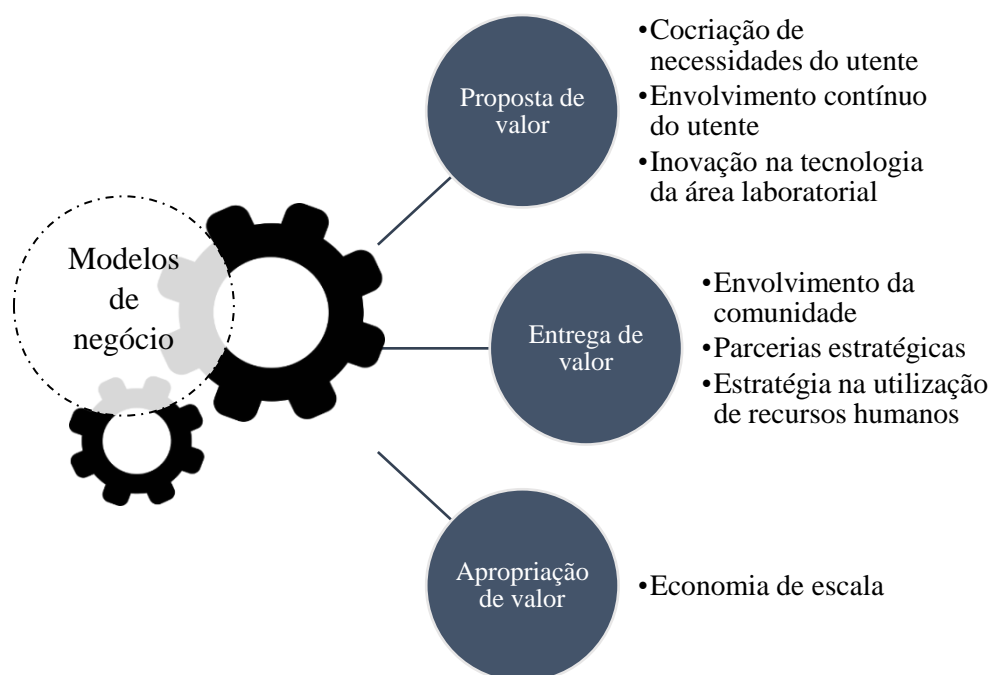 Modelos
de
negócio
Proposta de
valor
•Cocriação de
necessidades do utente
•Envolvimento contínuo
do utente
•Inovação na tecnologia
da área laboratorial
Entrega de
valor
•Envolvimento da
comunidade
•Parcerias estratégicas
•Estratégia na utilização
de recursos humanos
Apropriação
de valor
•Economia de escala